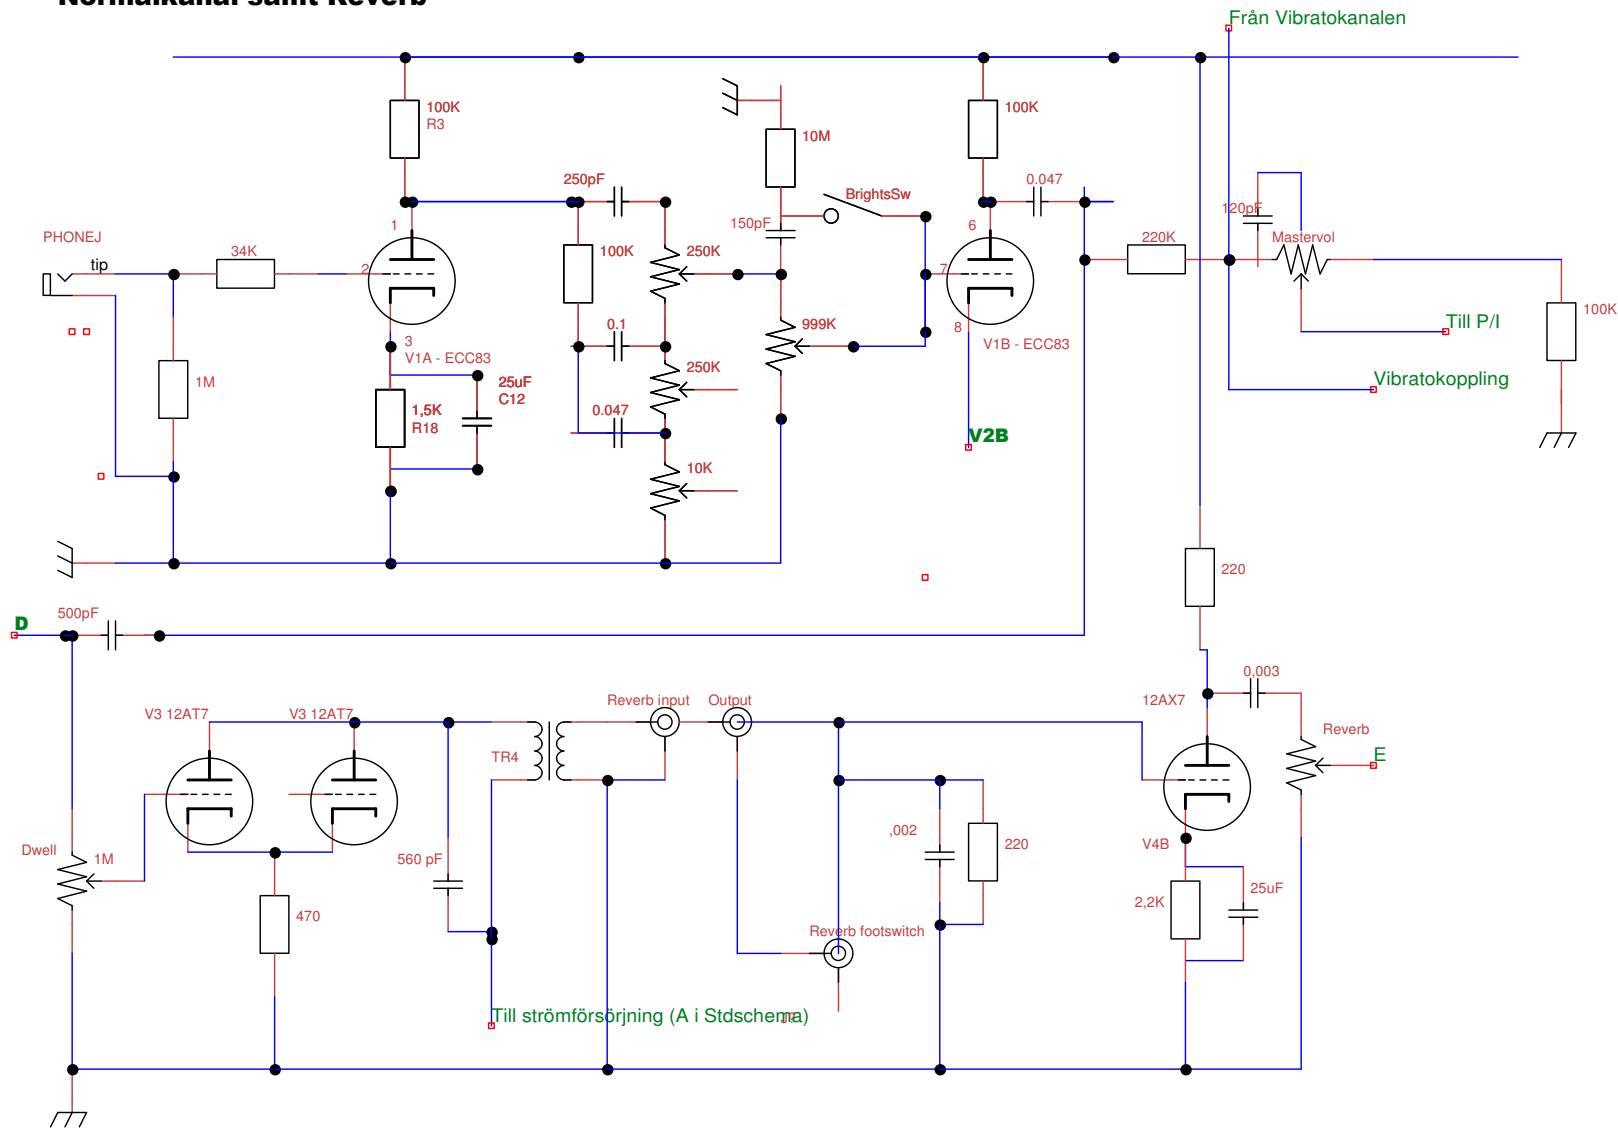 Normalkanal samt Reverb
Från Vibratokanalen
100K
R3
10M
100K
250pF
BrightsSw
0.047
150pF
120pF
1
6
PHONEJ
tip
34K
100K
250K
220K
Mastervol
2
7
0.1
999K
100K
3
8
V1A - ECC83
V1B - ECC83
Till P/I
1M
25uF
C12
250K
Vibratokoppling
1,5K
R18
0.047
V2B
10K
220
500pF
D
0,003
V3 12AT7
V3 12AT7
Reverb input
Output
12AX7
Reverb
TR4
E
Dwell
1M
560 pF
,002
220
V4B
470
2,2K
25uF
Reverb footswitch
Till strömförsörjning (A i Stdschema)